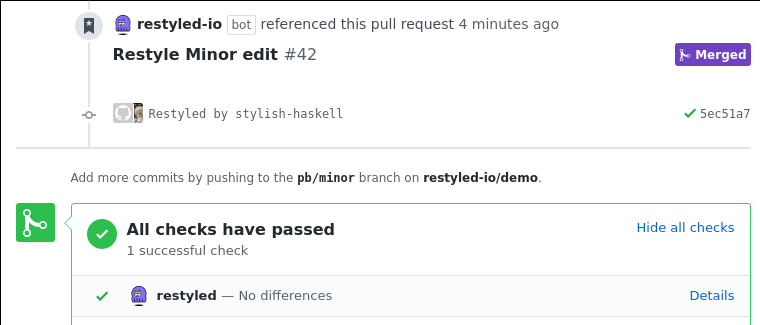 restyled-io bot referenced this pull request 4 minutes ago
Restyle Minor edit #42 Merged
Restyled by stylish-haskell 5ec51a7
Add more commits by pushing to the pb/minor branch on restyled-io/demo.
All checks have passed Hide all checks
1 successful check
restyled — No differences Details